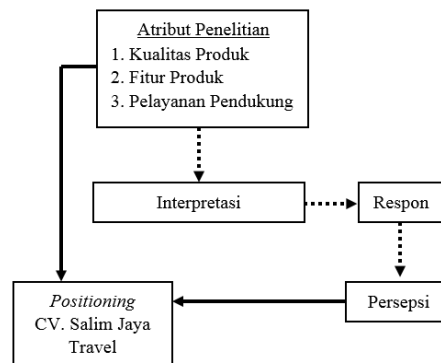 Atribut Penelitian
1. Kualitas Produk
2. Fitur Produk
3. Pelayanan Pendukung
Interpretasi
Respon
Positioning
CV. Salim Jaya
Travel
Persepsi